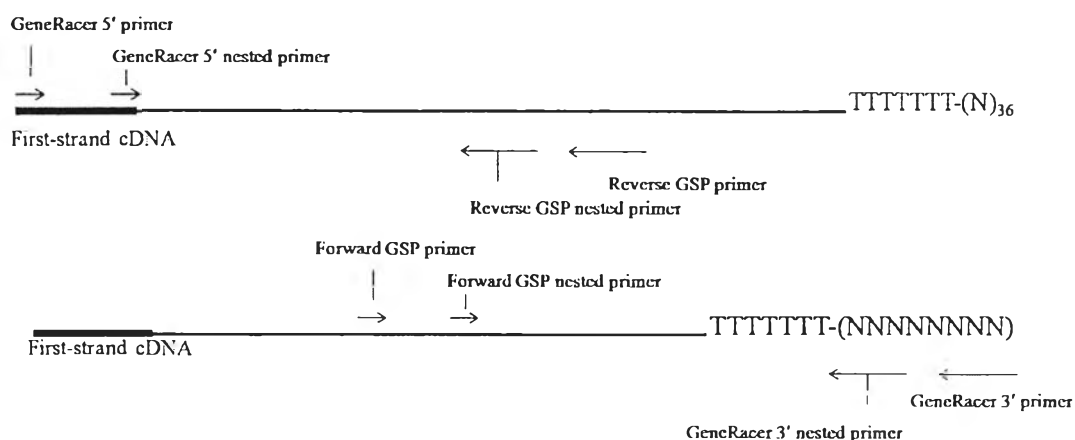 GeneRacer 5' primer
GeneRacer 5' nested primer
TTTTTTT-(N)36
First-strand cDNA
Reverse GSP primer
Reverse GSP nested primer
Forward GSP primer
Forward GSP nested primer
TTTTTTT-(NNNNNNNN)
First-strand cDNA
GeneRacer 3' primer
GeneRacer 3' nested primer